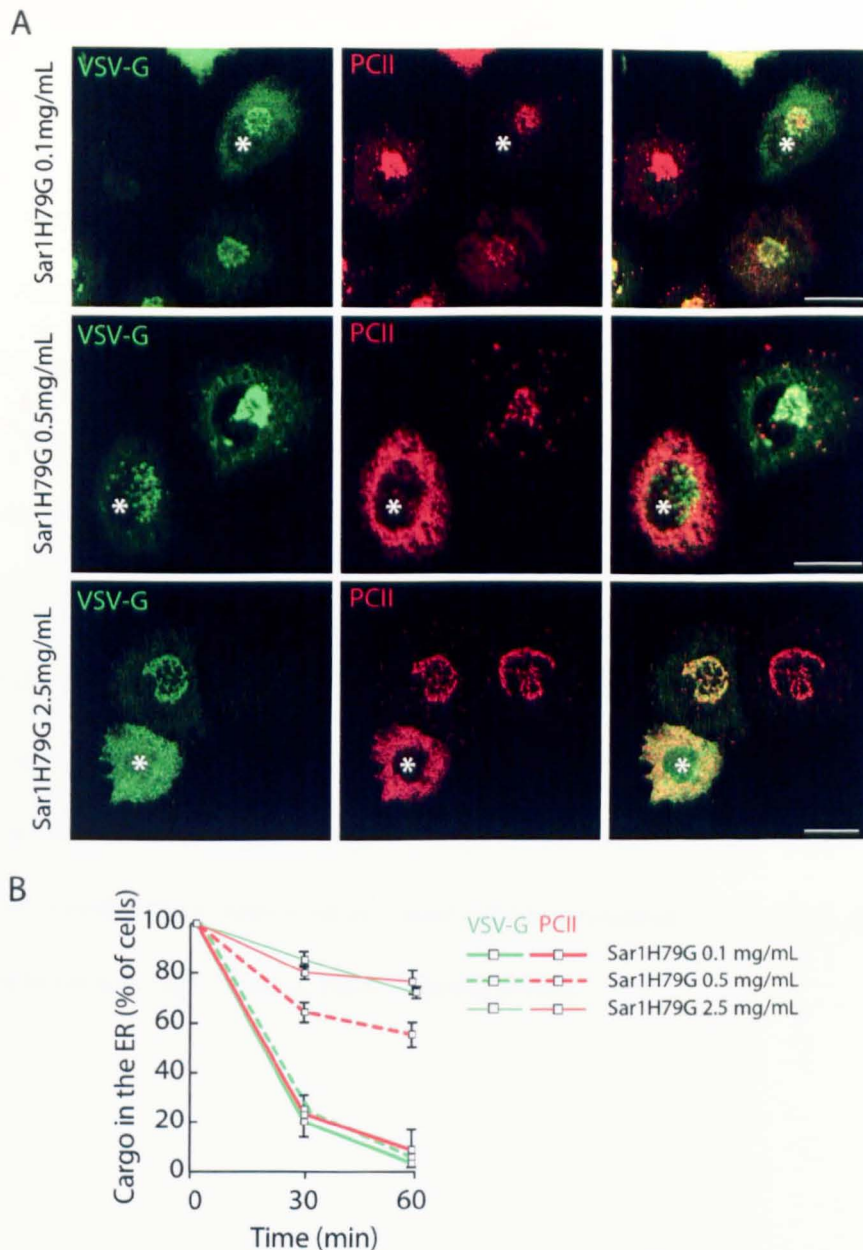 A
Sar1H79G 0.1mg/mL
VSV-G
PCII
*
*
*
Sar1H79G 0.5mg/mL
VSV-G
PCII
*
*
*
Sar1H79G 2.5mg/mL
VSV-G
PCII
*
*
*
B
Cargo in the ER (% of cells)
100
80
60
40
20
0
0 30 60
Time (min)
VSV-G PCII
Sar1H79G 0.1 mg/mL
Sar1H79G 0.5 mg/mL
Sar1H79G 2.5 mg/mL